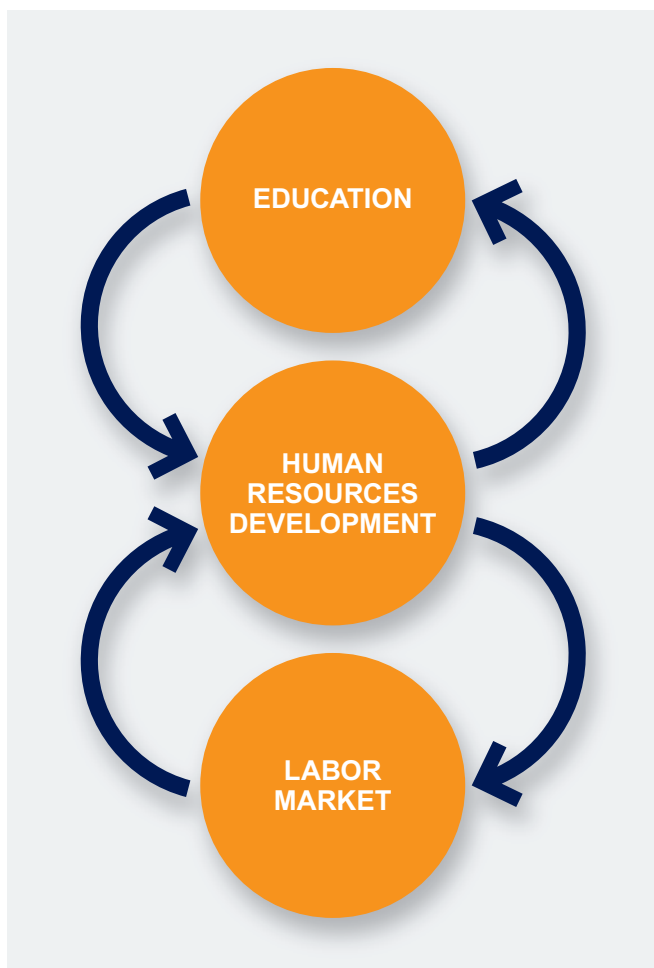 EDUCATION
HUMAN
RESOURCES
DEVELOPMENT
LABOR
MARKET